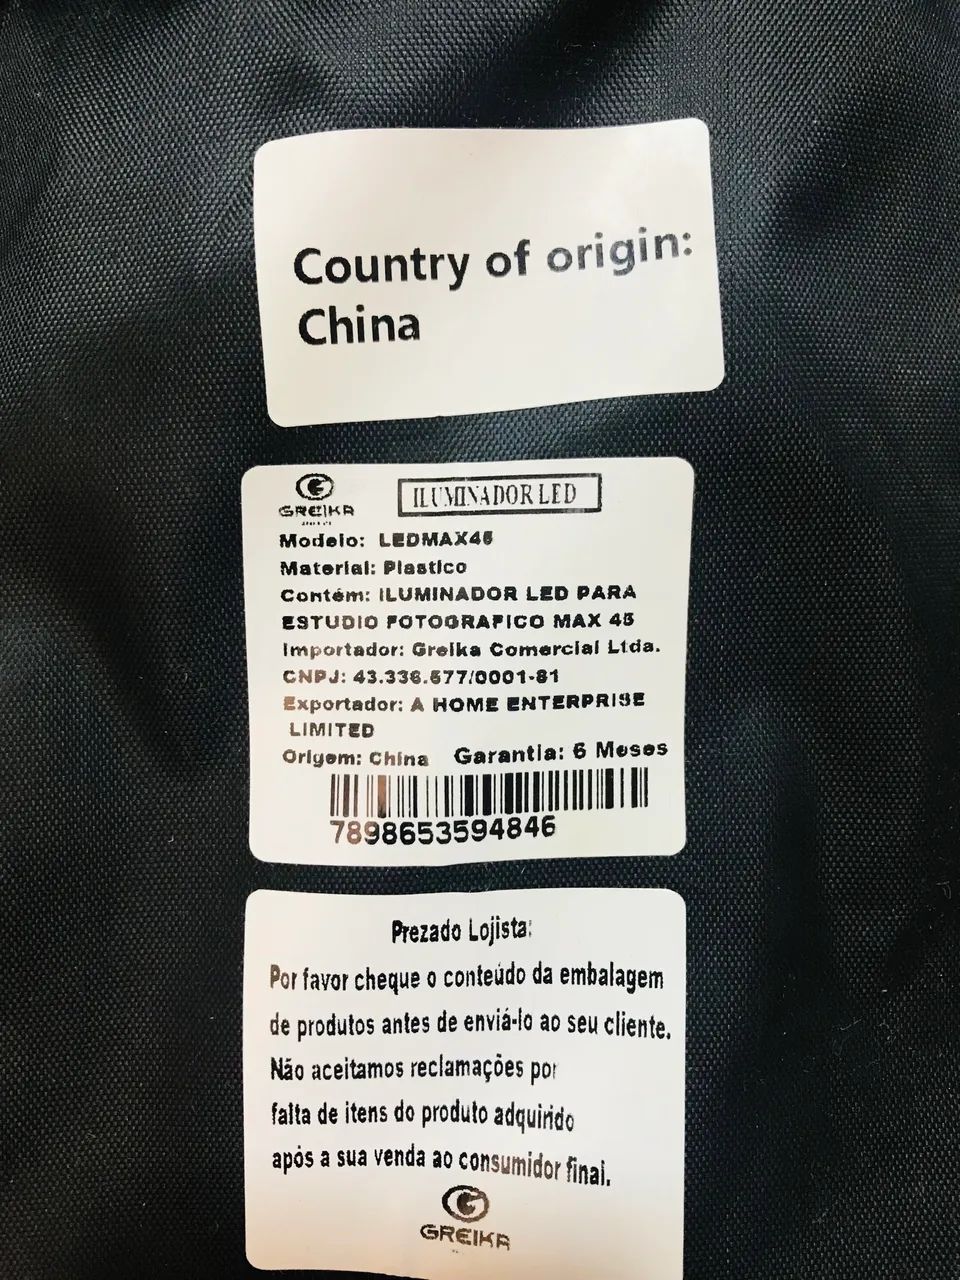 Country of origin:
China
GREIKA
ILUMINADOR LED
Modelo: LEDMAX45
Material: Plastico
Contém: ILUMINADOR LED PARA
ESTUDIO FOTOGRAFICO MAX 45
Importador: Greika Comercial Ltda.
CNPJ: 43.336.577/0001-81
Exportador: A HOME ENTERPRISE
LIMITED
Origem: China Garantia: 6 Meses
7898653594846
Prezado Lojista:
Por favor cheque o conteúdo da embalagem
de produtos antes de enviá-lo ao seu cliente.
Não aceitamos reclamações por
falta de itens do produto adquirido
após a sua venda ao consumidor final.
GREIKA